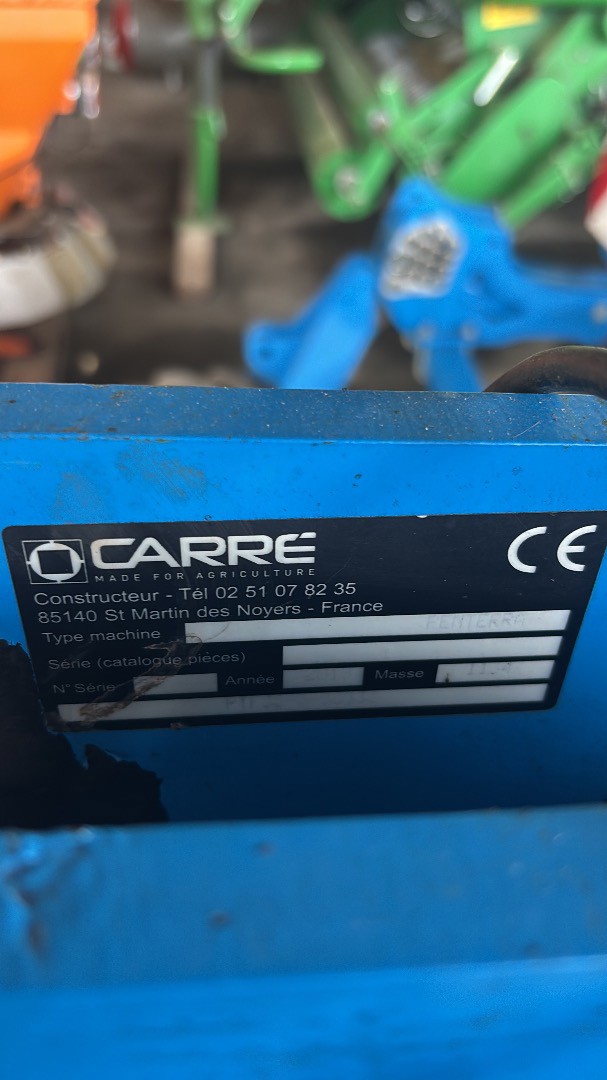 CARRÉ
MADE FOR AGRICULTURE
CE
Constructeur - Tél 02 51 07 82 35
85140 St Martin des Noyers - France
Type machine
Série (catalogue pièces)
N° Série Année Masse